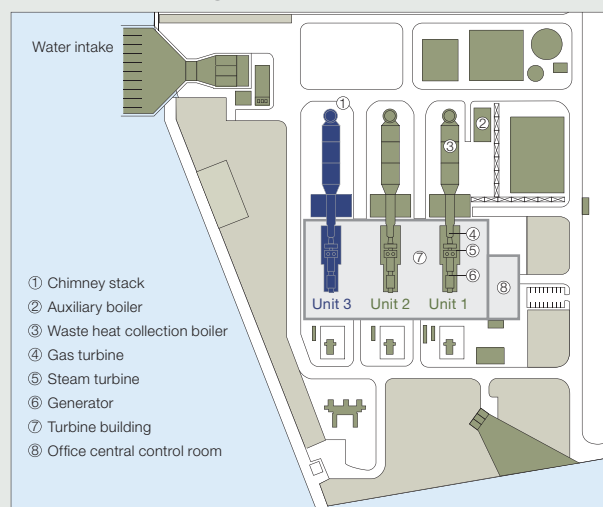 Water intake
①
②
③
④
⑤
⑥
⑦
⑧
Unit 3
Unit 2
Unit 1
① Chimney stack
② Auxiliary boiler
③ Waste heat collection boiler
④ Gas turbine
⑤ Steam turbine
⑥ Generator
⑦ Turbine building
⑧ Office central control room